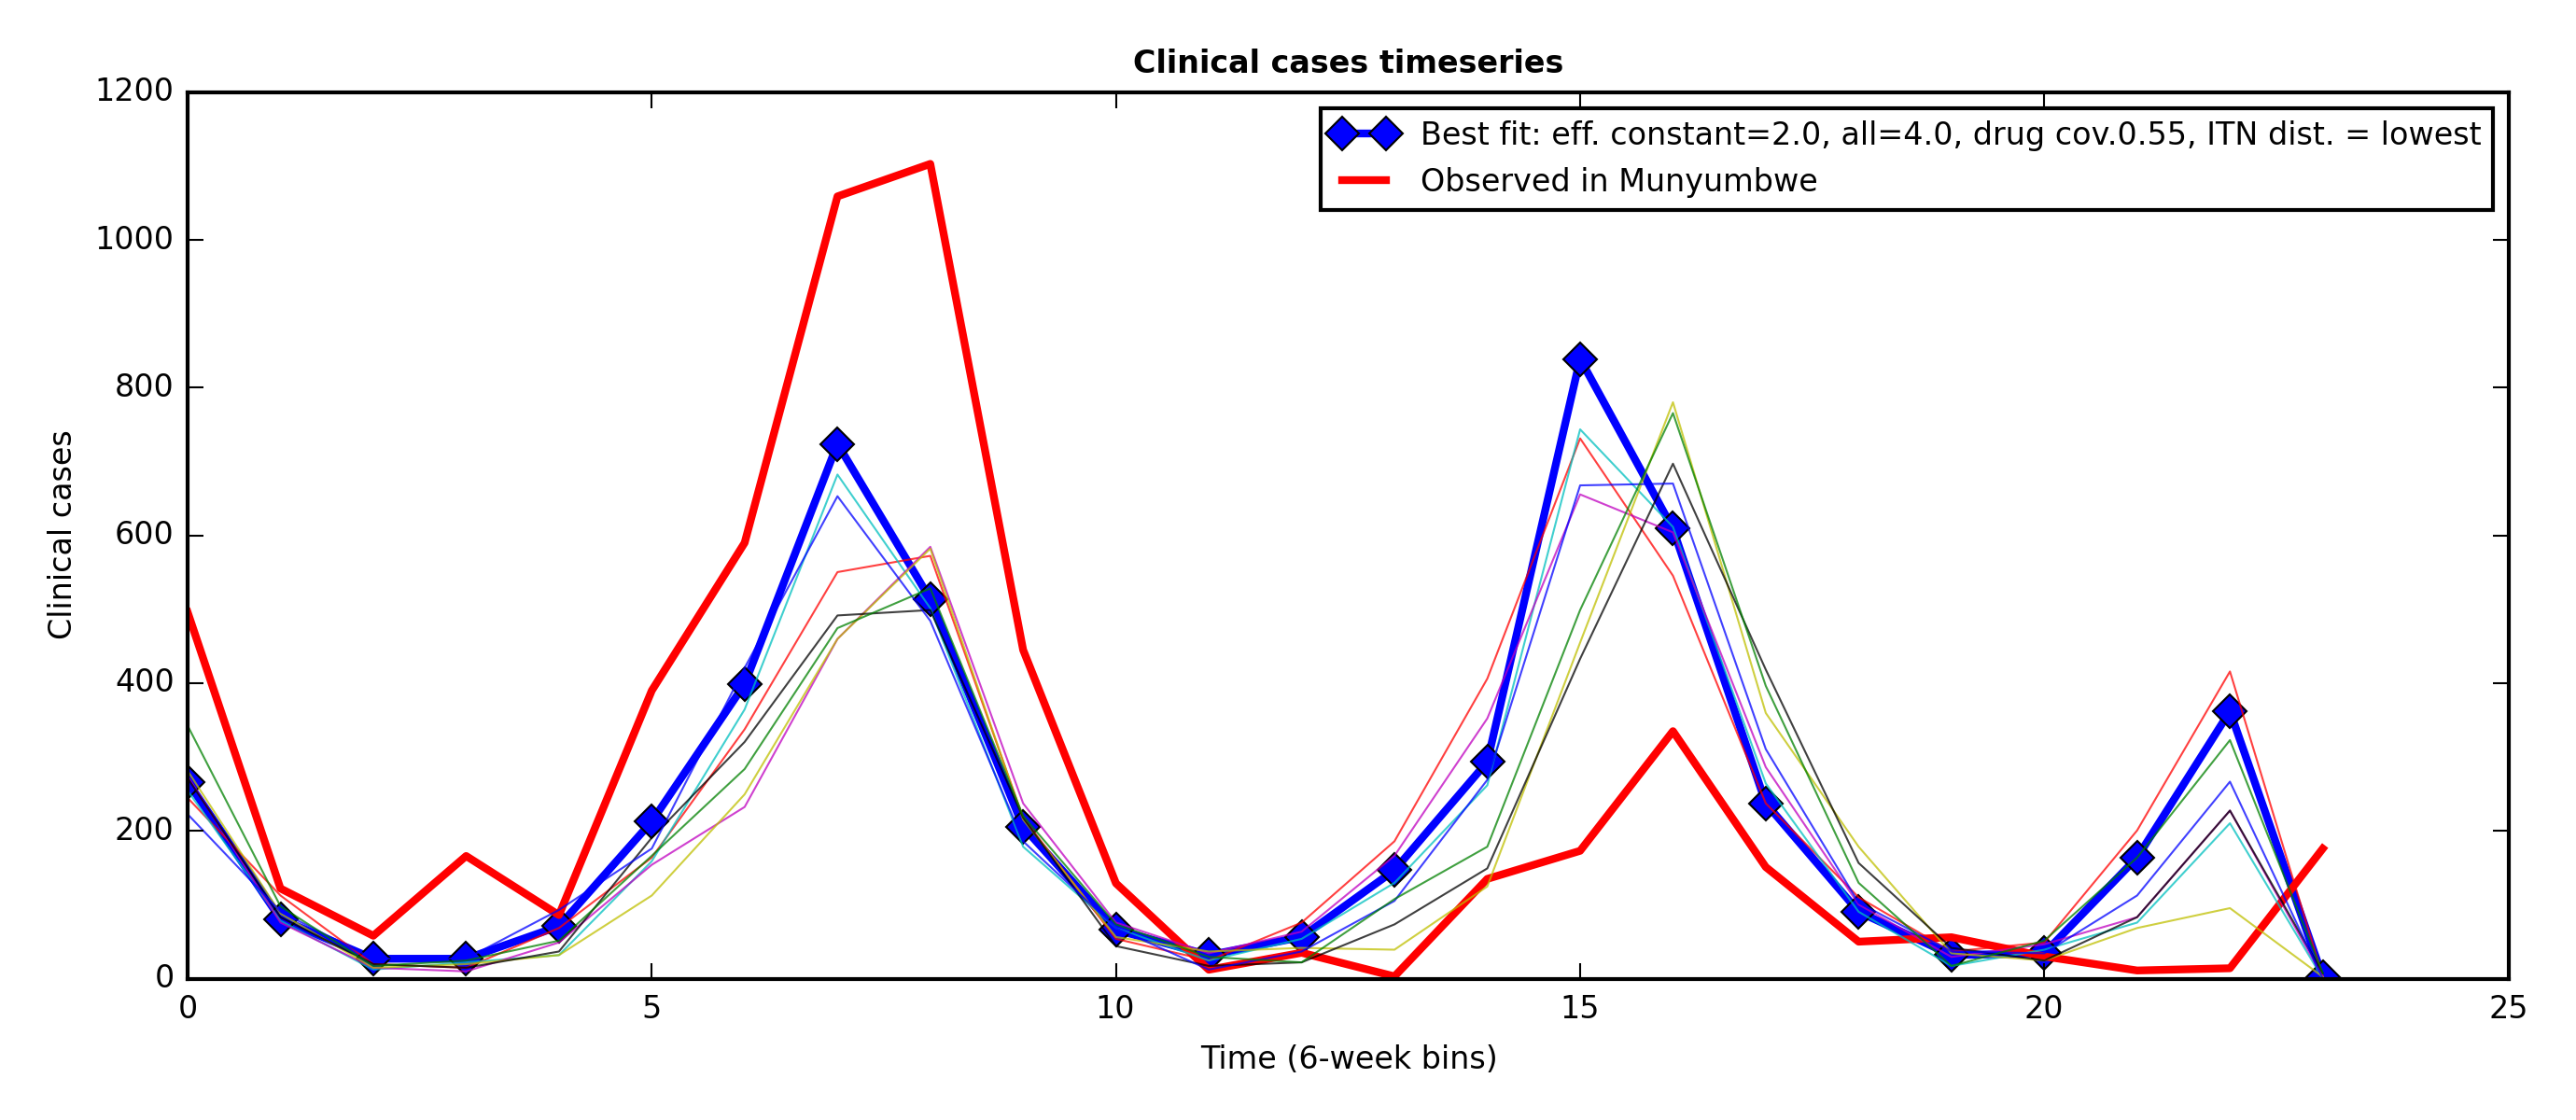 Clinical cases timeseries
1200
1000
800
600
400
200
0
Clinical cases
Best fit: eff. constant=2.0, all=4.0, drug cov.0.55, ITN dist. = lowest
Observed in Munyumbwe
0 5 10 15 20 25
Time (6-week bins)